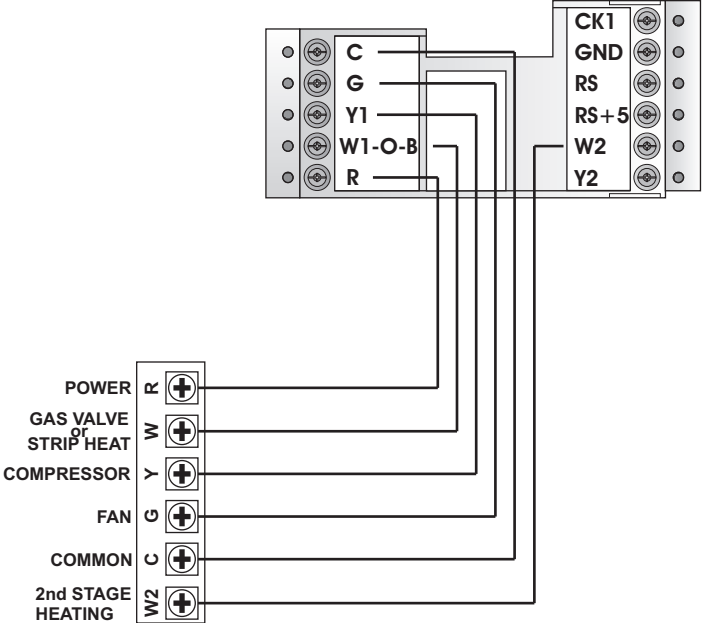 C
G
Y1
W1-O-B
R
CK1
GND
RS
RS+5
W2
Y2
POWER R
GAS VALVE
or
STRIP HEAT W
COMPRESSOR Y
FAN G
COMMON C
2nd STAGE
HEATING W2